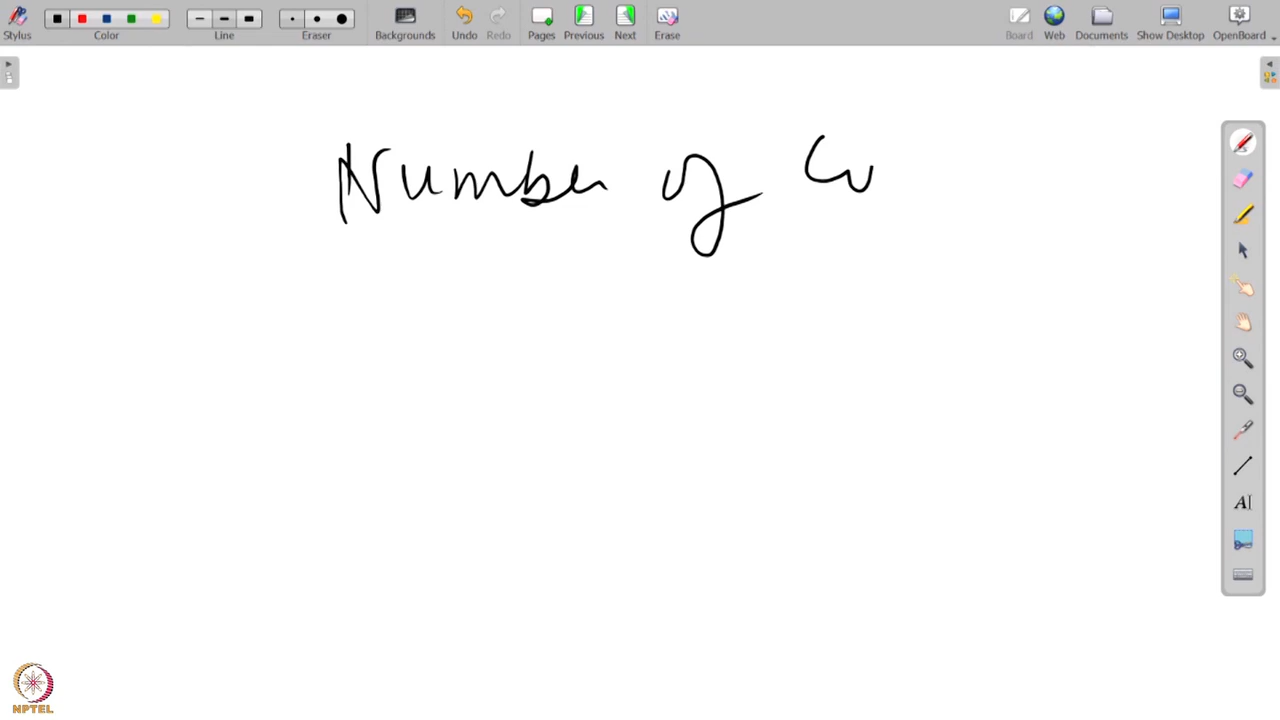 Stylus
Color
Line
Eraser
Backgrounds
Undo
Redo
Pages
Previous
Next
Erase
Board
Web
Documents
Show Desktop
OpenBoard
Number of
A
NPTEL